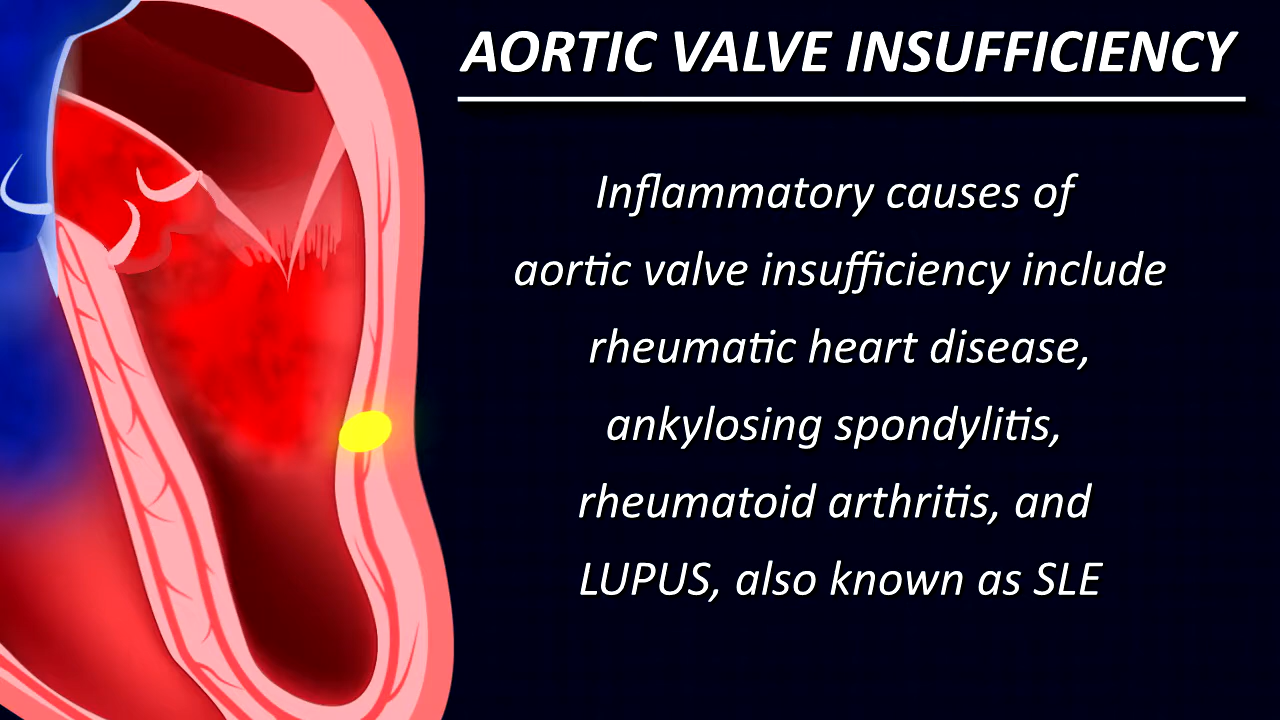 AORTIC VALVE INSUFFICIENCY
Inflammatory causes of
aortic valve insufficiency include
rheumatic heart disease,
ankylosing spondylitis,
rheumatoid arthritis, and
LUPUS, also known as SLE